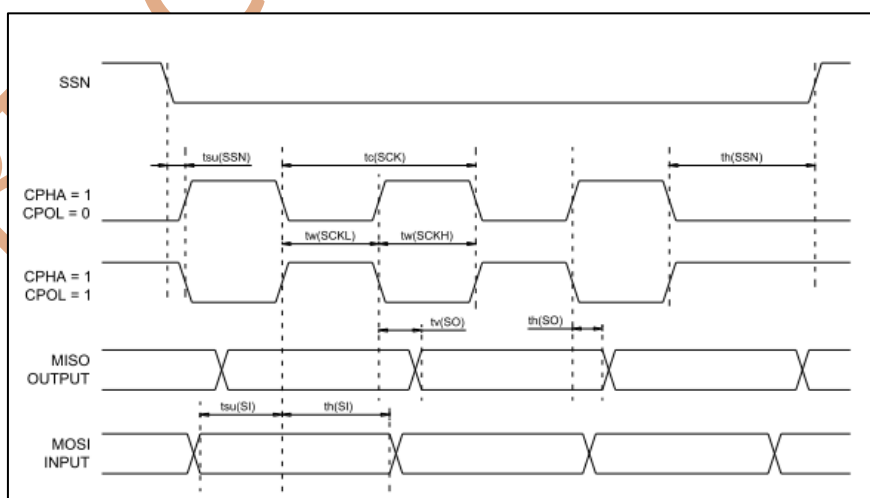 SSN
tsu(SSN)
tc(SCK)
th(SSN)
CPHA = 1
CPOL = 0
tw(SCKL)
tw(SCKH)
CPHA = 1
CPOL = 1
tv(SO)
th(SO)
MISO
OUTPUT
tsu(SI)
th(SI)
MOSI
INPUT